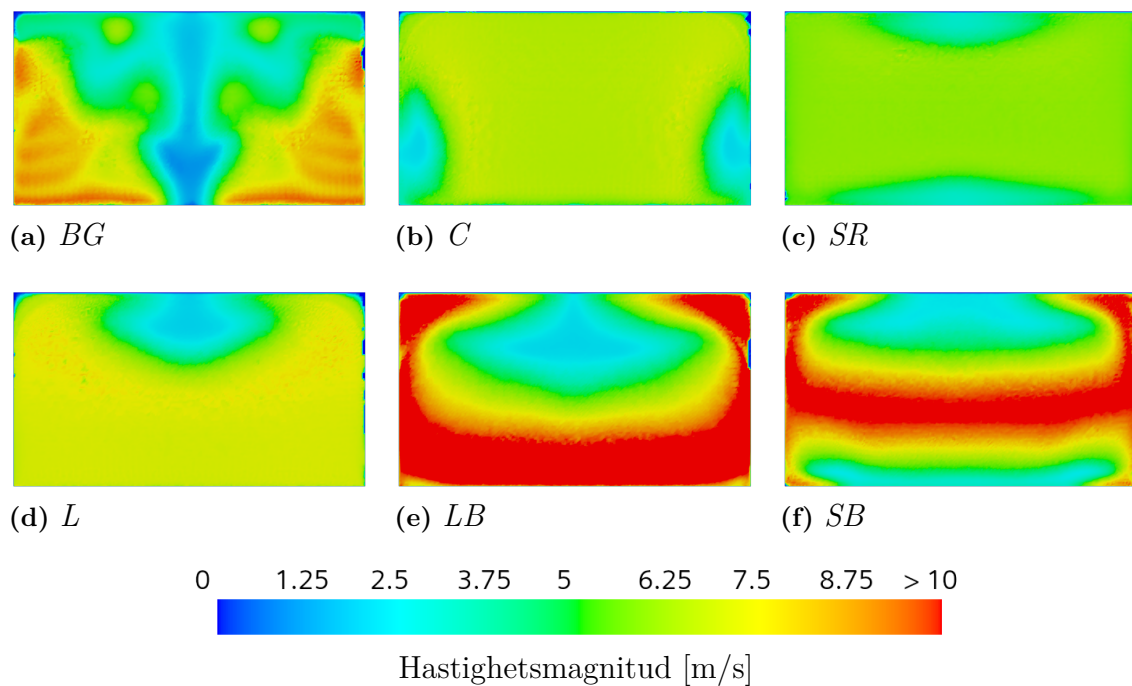 (a) BG (b) C (c) SR
(d) L (e) LB (f) SB
0 1.25 2.5 3.75 5 6.25 7.5 8.75 > 10
Hastighetsmagnitud [m/s]